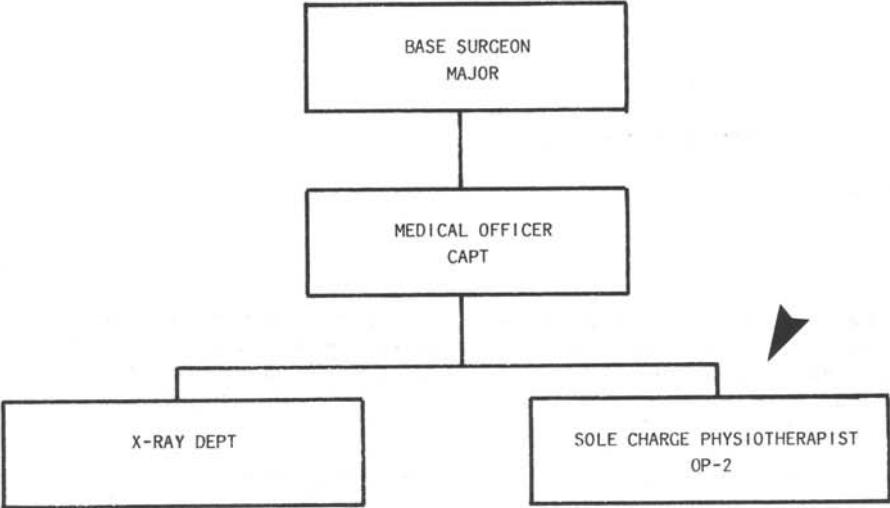 BASE SURGEON
MAJOR
MEDICAL OFFICER
CAPT
X-RAY DEPT
SOLE CHARGE PHYSIOTHERAPIST
OP-2